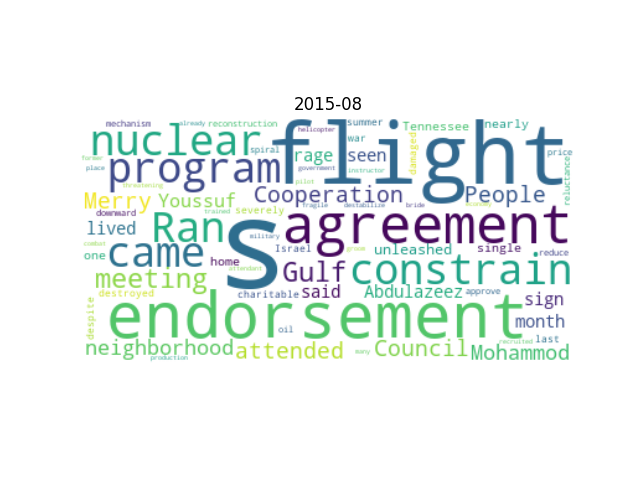 2015-08
mechanism already reconstruction helicopter summer Tennessee nearly
nuclear flight
spiral rage war seen damaged price
former place program government instructor reluctance
threatening pilot
Merry Youssuf Cooperation People
fragile destabilize bride economy
downward trained severely
lived Ran s agreement
came military
combat one home Israel unleashed single reduce
meeting attendant Gulf constrain
destroyed charitable said Abdulazeez approve sign
endorsement
despite oil month
neighborhood attended many Council recruited last Mohammod
production